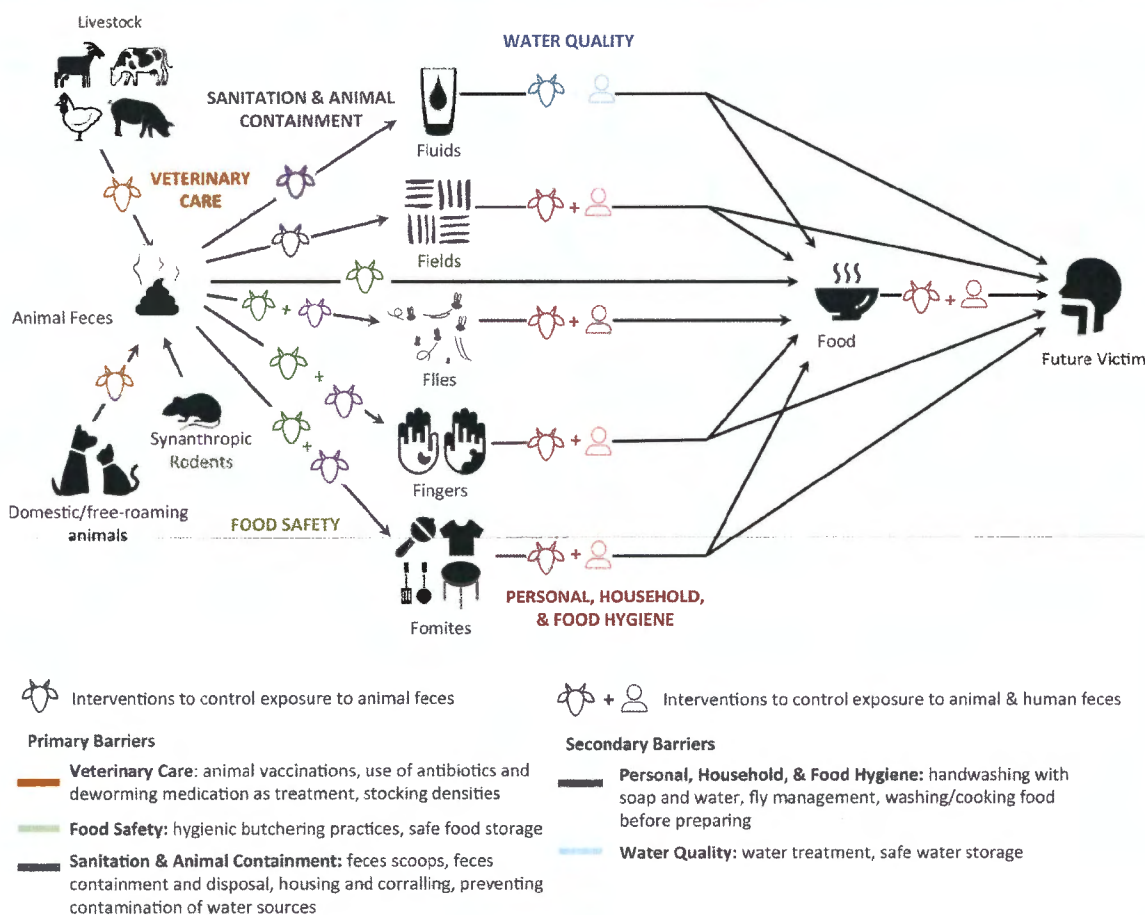 Livestock
WATER QUALITY
SANITATION & ANIMAL
CONTAINMENT
Fluids
VETERINARY
CARE
Fields
Animal Feces
Food
Flies
Future Victim
Synanthropic
Rodents
Fingers
Domestic/free-roaming
animals
FOOD SAFETY
PERSONAL, HOUSEHOLD,
& FOOD HYGIENE
Fomites
Interventions to control exposure to animal feces
+ Interventions to control exposure to animal & human feces
Primary Barriers
Veterinary Care: animal vaccinations, use of antibiotics and
deworming medication as treatment, stocking densities
Food Safety: hygienic butchering practices, safe food storage
Sanitation & Animal Containment: feces scoops, feces
containment and disposal, housing and corralling, preventing
contamination of water sources
Secondary Barriers
Personal, Household, & Food Hygiene: handwashing with
soap and water, fly management, washing/cooking food
before preparing
Water Quality: water treatment, safe water storage